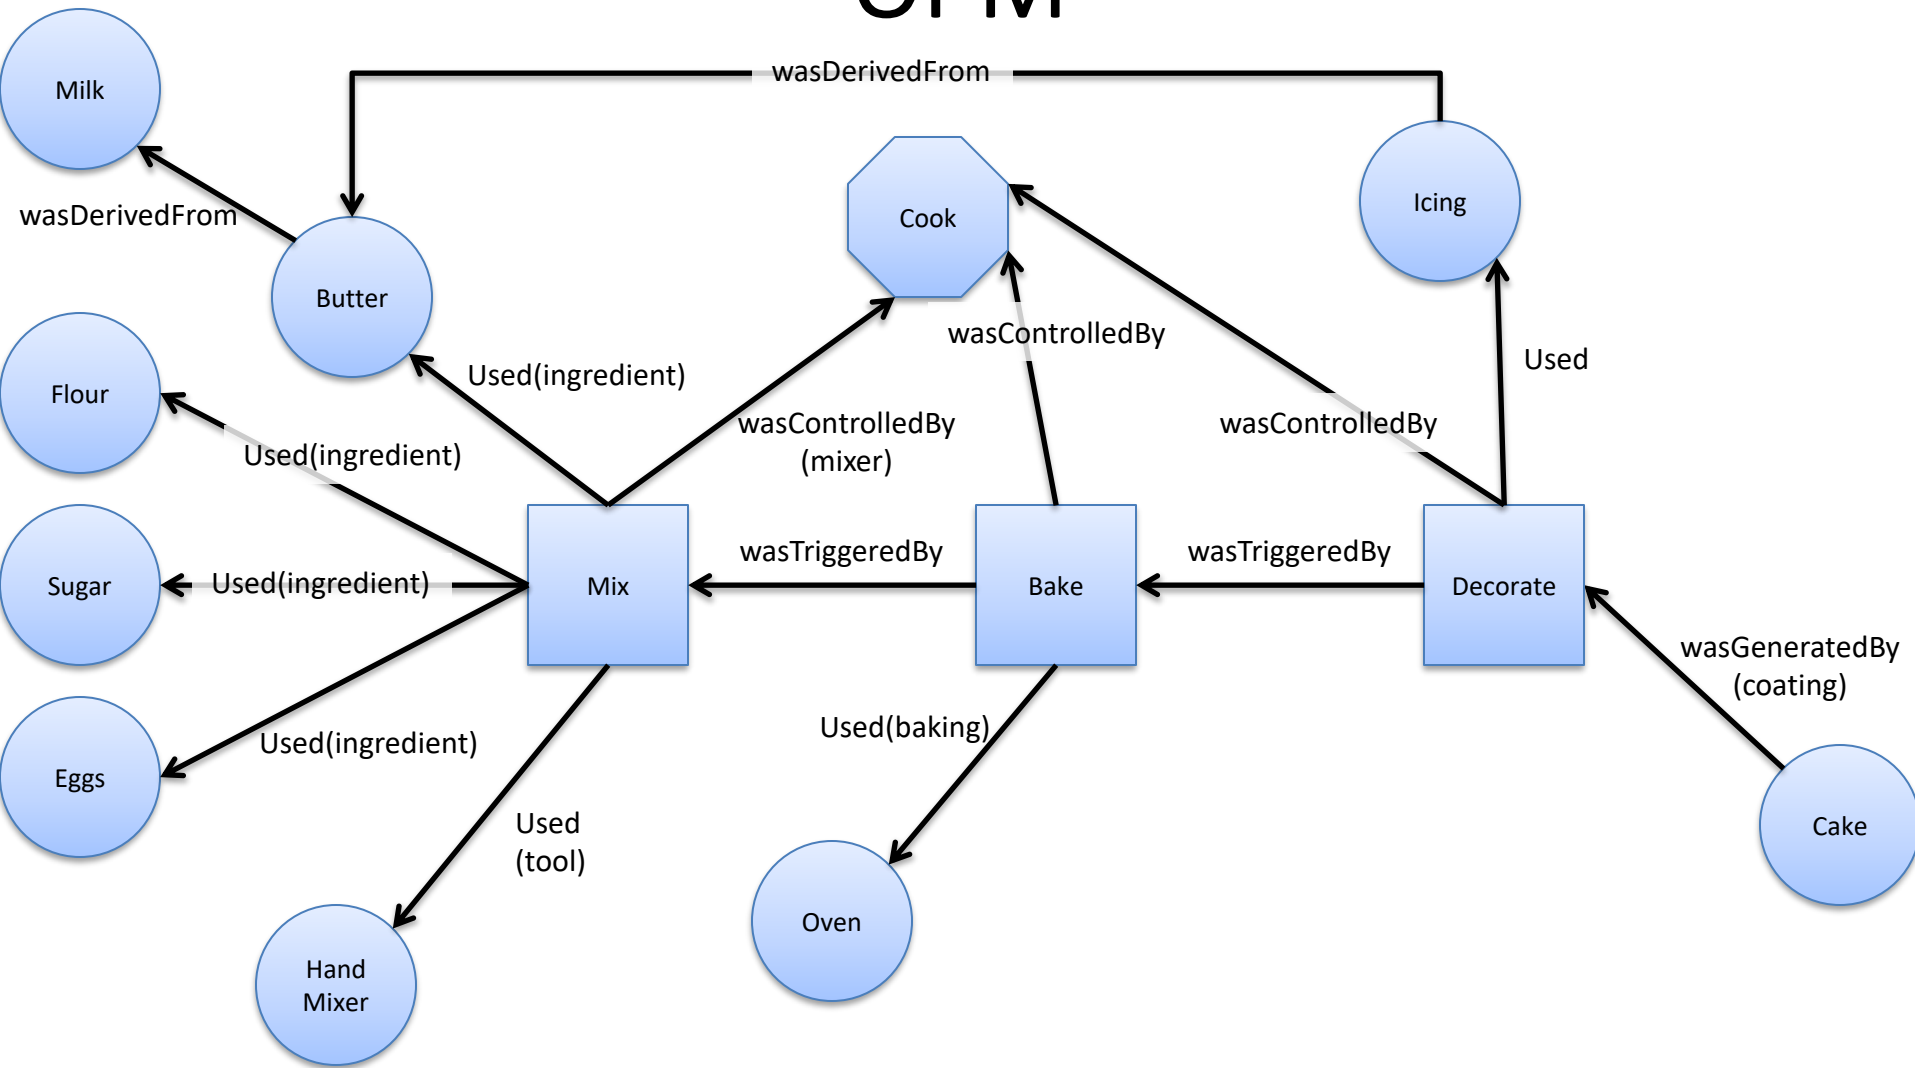 OPM
wasDerivedFrom
Milk
Icing
wasDerivedFrom
Cook
Butter
wasControlledBy
Used
Used(ingredient)
Flour
wasControlledBy
(mixer)
wasControlledBy
Used(ingredient)
wasTriggeredBy
wasTriggeredBy
Sugar
Used(ingredient)
Mix
Bake
Decorate
wasGeneratedBy
(coating)
Used(baking)
Used(ingredient)
Eggs
Used
(tool)
Cake
Oven
Hand
Mixer